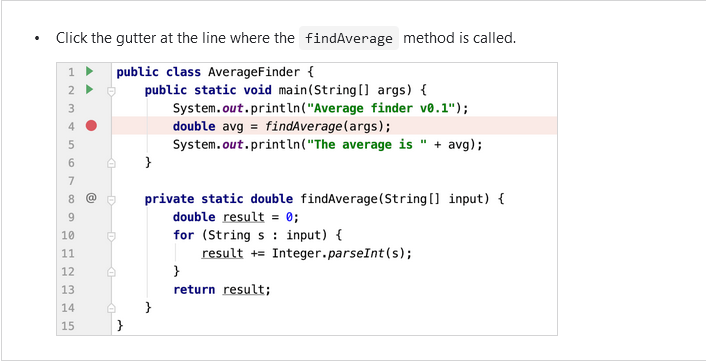 • Click the gutter at the line where the findAverage method is called.
1 public class AverageFinder {
2 public static void main(String[] args) {
3 System.out.println("Average finder v0.1");
4 double avg = findAverage(args);
5 System.out.println("The average is " + avg);
6 }
7
8 @ private static double findAverage(String[] input) {
9 double result = 0;
10 for (String s : input) {
11 result += Integer.parseInt(s);
12 }
13 return result;
14 }
15 }